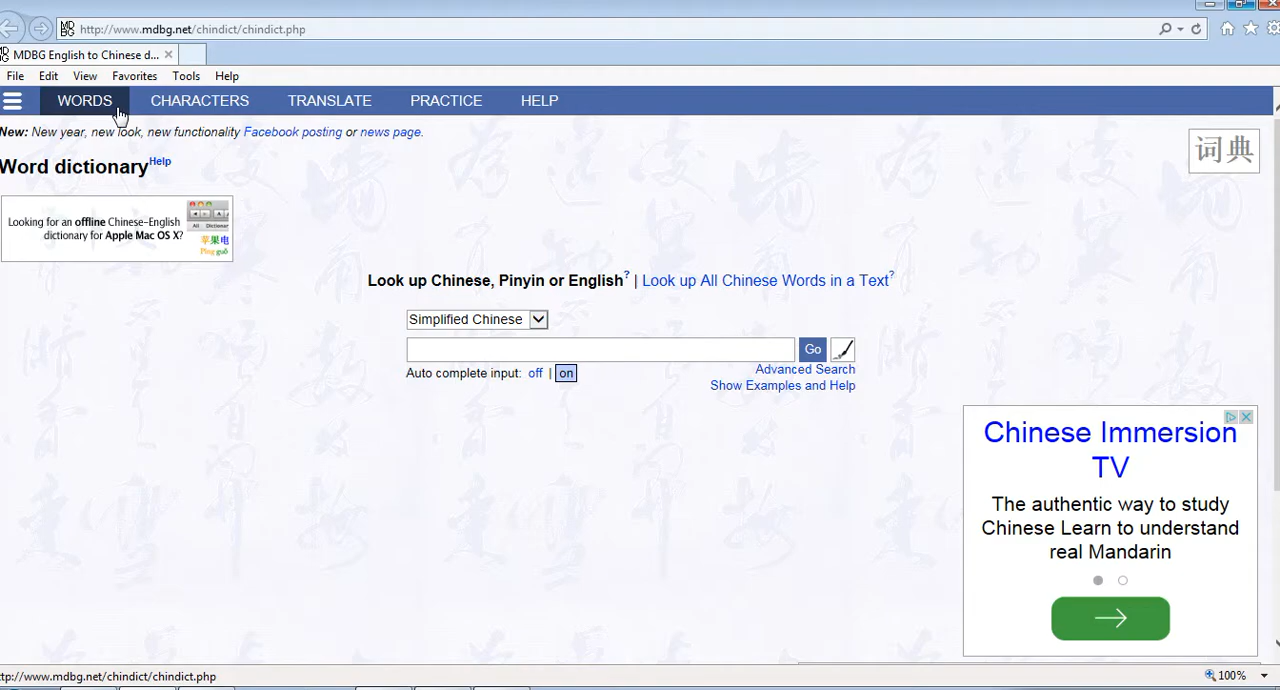 http://www.mdbg.net/chindict/chindict.php
MDBG English to Chinese d...
File Edit View Favorites Tools Help
WORDS CHARACTERS TRANSLATE PRACTICE HELP
New: New year, new look, new functionality Facebook posting or news page.
词典
Word dictionary Help
Looking for an offline Chinese-English
dictionary for Apple Mac OS X?
苹果电
Píng guǒ
Look up Chinese, Pinyin or English? | Look up All Chinese Words in a Text?
Simplified Chinese
Go
Auto complete input: off | on
Advanced Search
Show Examples and Help
Chinese Immersion
TV
The authentic way to study
Chinese Learn to understand
real Mandarin
ttp://www.mdbg.net/chindict/chindict.php
100%